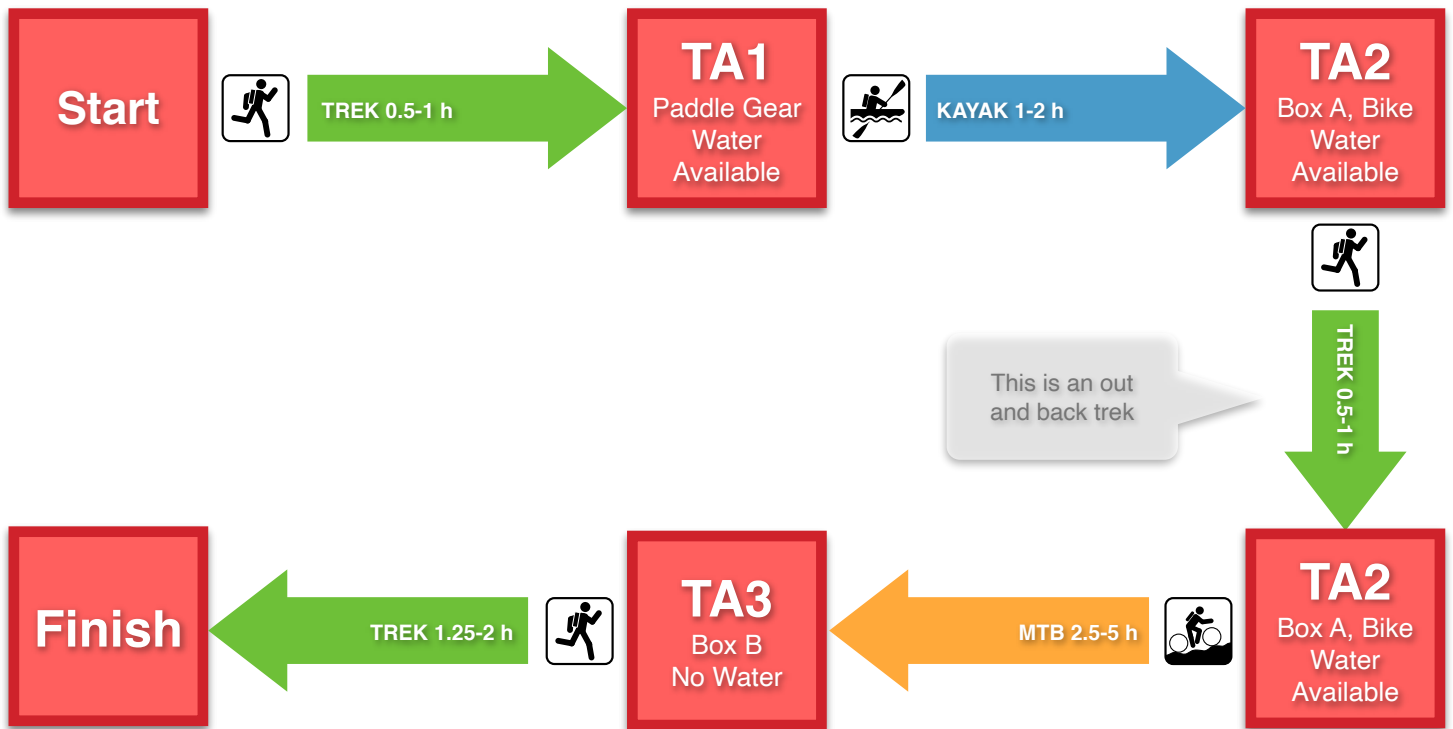 Start
TREK 0.5-1 h
TA1
Paddle Gear
Water
Available
KAYAK 1-2 h
TA2
Box A, Bike
Water
Available
TREK 0.5-1 h
This is an out
and back trek
TA2
Box A, Bike
Water
Available
MTB 2.5-5 h
TA3
Box B
No Water
TREK 1.25-2 h
Finish